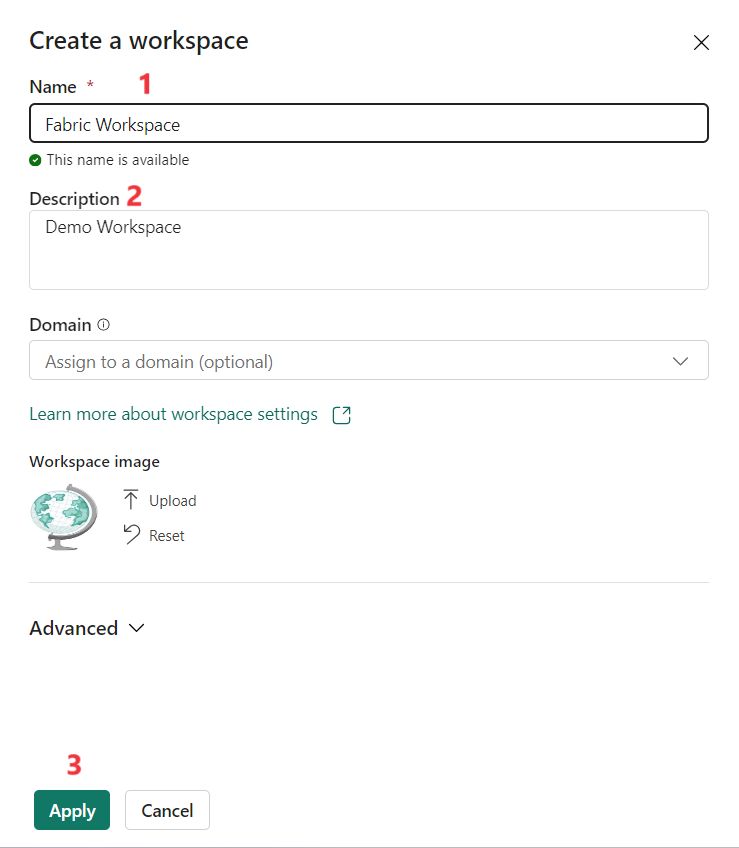 Create a workspace
Name * 1
Fabric Workspace
This name is available
Description 2
Demo Workspace
Domain
Assign to a domain (optional)
Learn more about workspace settings
Workspace image
Upload
Reset
Advanced
3
Apply Cancel